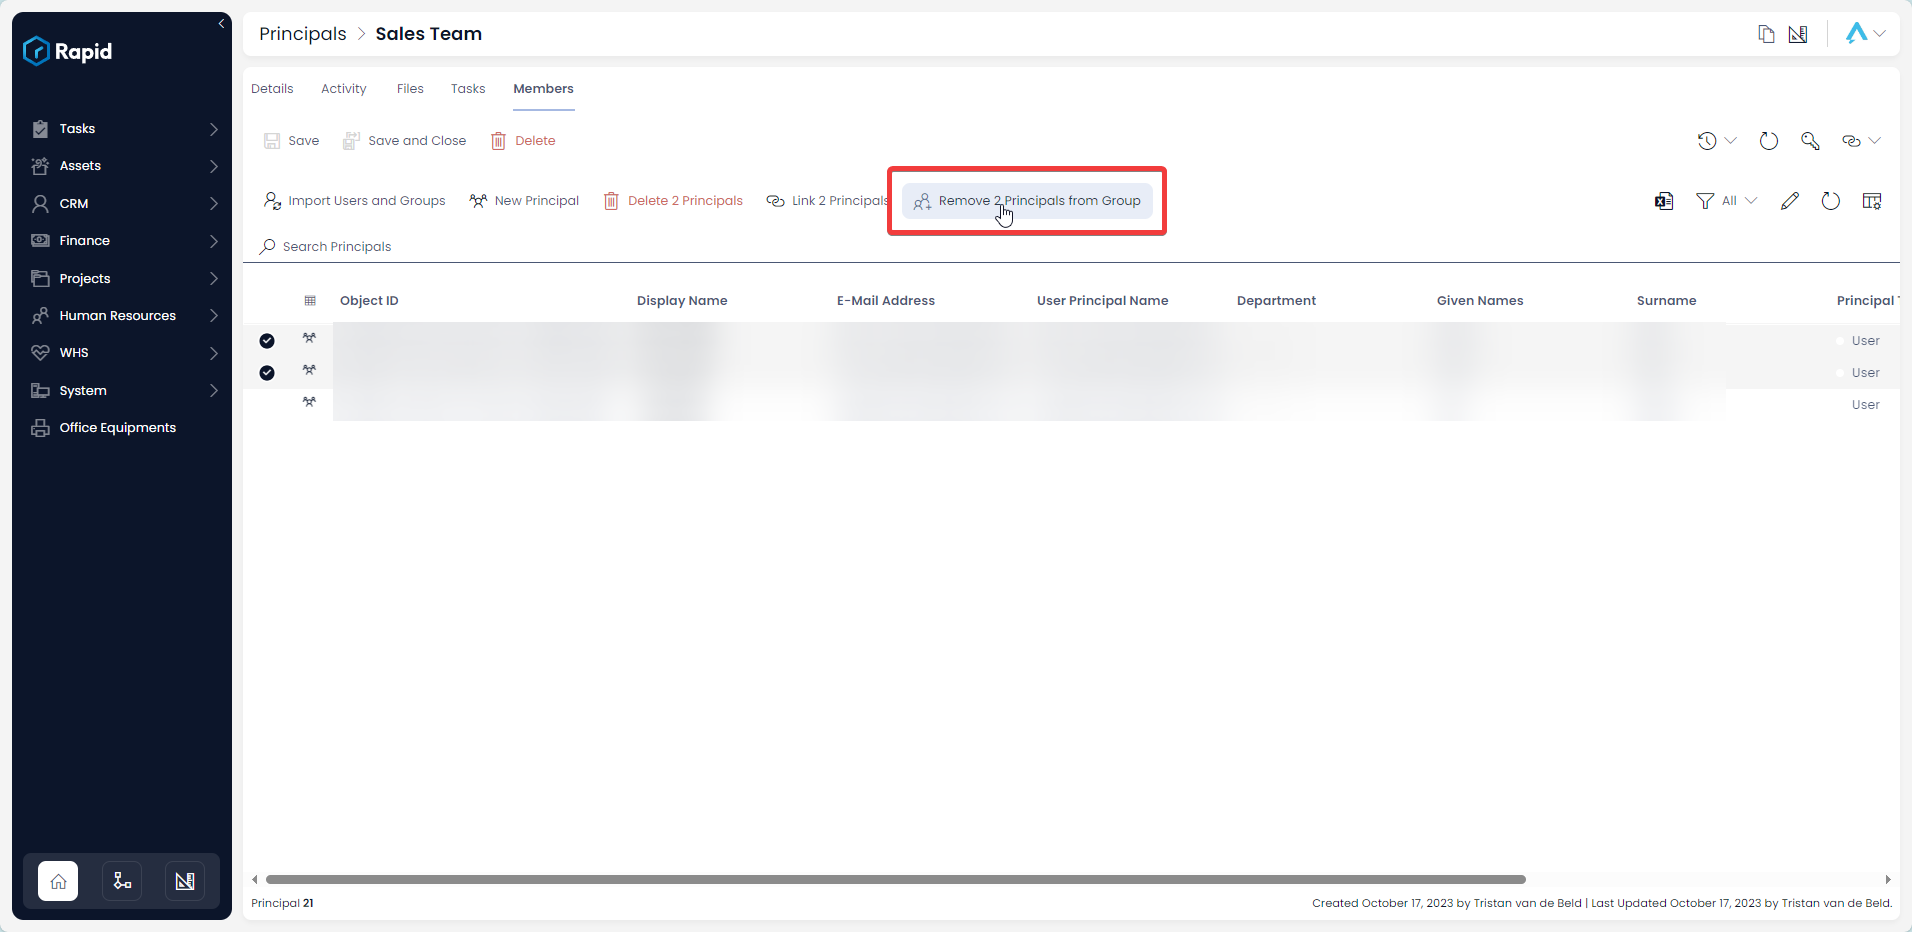 Rapid
Tasks
Assets
CRM
Finance
Projects
Human Resources
WHS
System
Office Equipments
Principals > Sales Team
Details Activity Files Tasks Members
Save Save and Close Delete
Import Users and Groups New Principal Delete 2 Principals Link 2 Principals Remove 2 Principals from Group All
Search Principals
Object ID Display Name E-Mail Address User Principal Name Department Given Names Surname Principal T
User
User
User
Principal 21
Created October 17, 2023 by Tristan van de Beld | Last Updated October 17, 2023 by Tristan van de Beld.